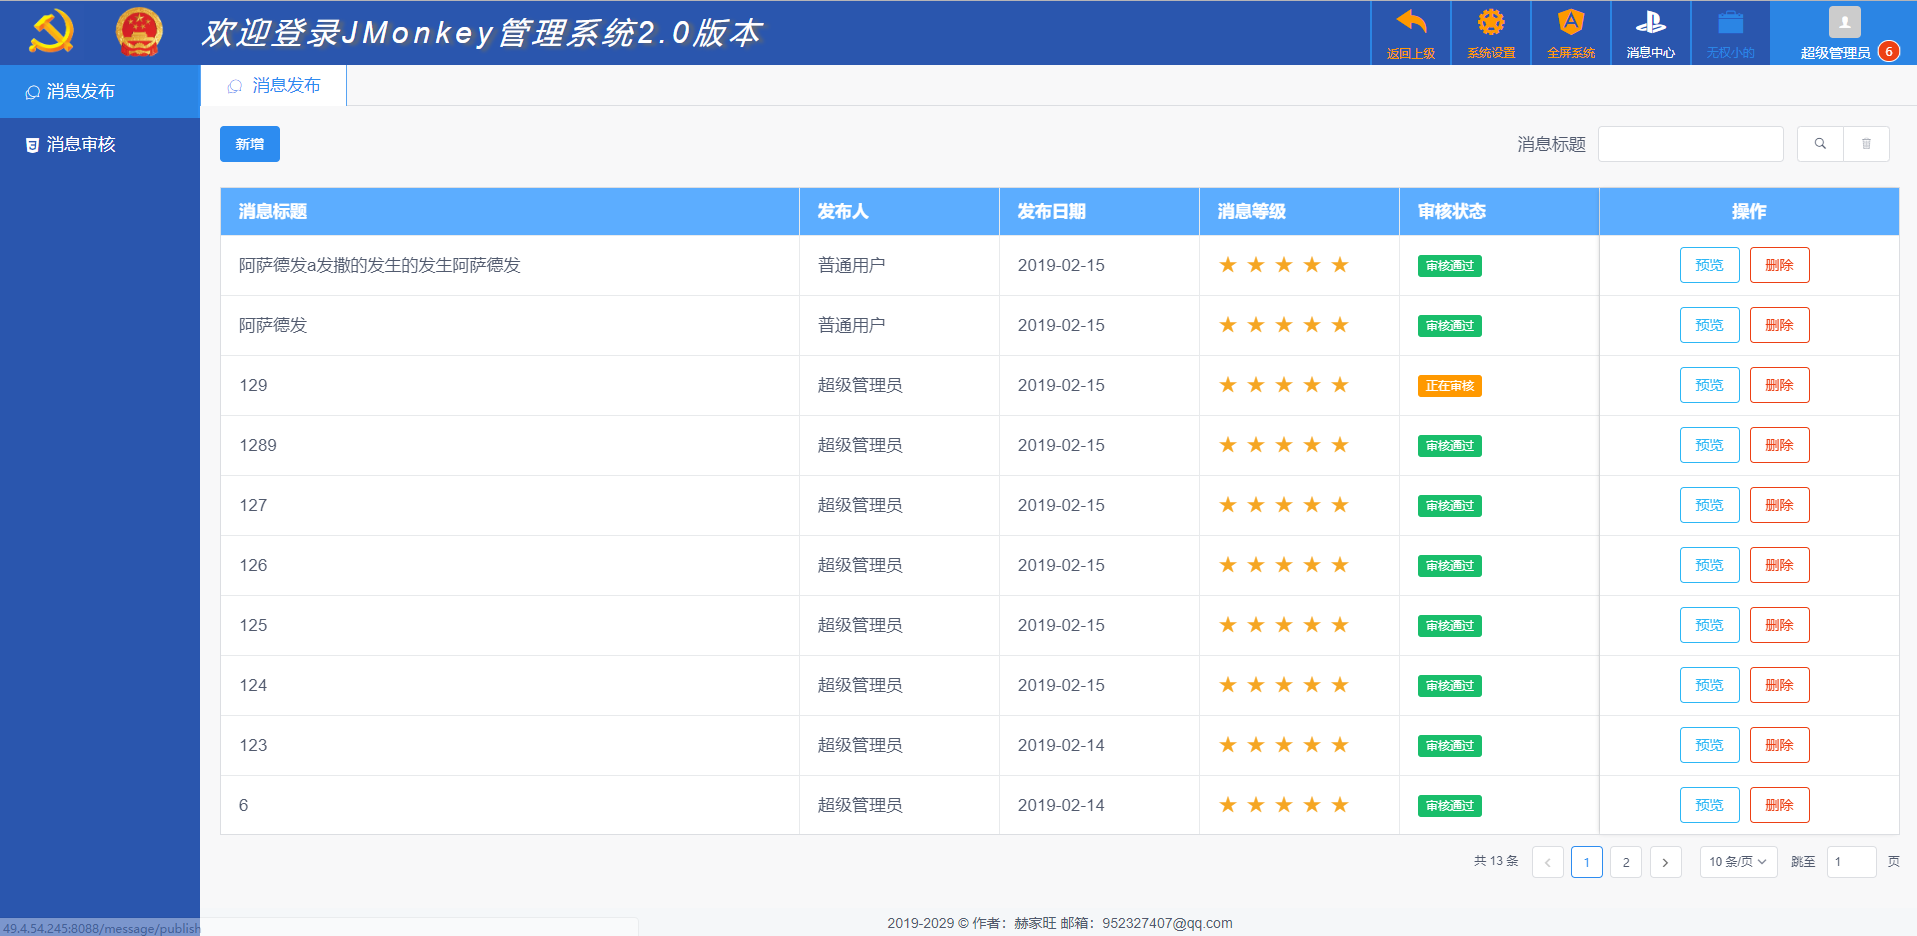 欢迎登录JMonkey管理系统2.0版本
返回上级 系统设置 全屏系统 消息中心 无权小的 超级管理员 6
消息发布
消息审核
消息发布
新增 消息标题
消息标题 发布人 发布日期 消息等级 审核状态 操作
阿萨德发a发撒的发生的发生阿萨德发 普通用户 2019-02-15 ★ ★ ★ ★ ★ 审核通过 预览 删除
阿萨德发 普通用户 2019-02-15 ★ ★ ★ ★ ★ 审核通过 预览 删除
129 超级管理员 2019-02-15 ★ ★ ★ ★ ★ 正在审核 预览 删除
1289 超级管理员 2019-02-15 ★ ★ ★ ★ ★ 审核通过 预览 删除
127 超级管理员 2019-02-15 ★ ★ ★ ★ ★ 审核通过 预览 删除
126 超级管理员 2019-02-15 ★ ★ ★ ★ ★ 审核通过 预览 删除
125 超级管理员 2019-02-15 ★ ★ ★ ★ ★ 审核通过 预览 删除
124 超级管理员 2019-02-15 ★ ★ ★ ★ ★ 审核通过 预览 删除
123 超级管理员 2019-02-14 ★ ★ ★ ★ ★ 审核通过 预览 删除
6 超级管理员 2019-02-14 ★ ★ ★ ★ ★ 审核通过 预览 删除
共 13 条 < 1 2 > 10 条/页 跳至 1 页
2019-2029 © 作者：赫家旺 邮箱：952327407@qq.com
49.4.54.245:8088/message/publish